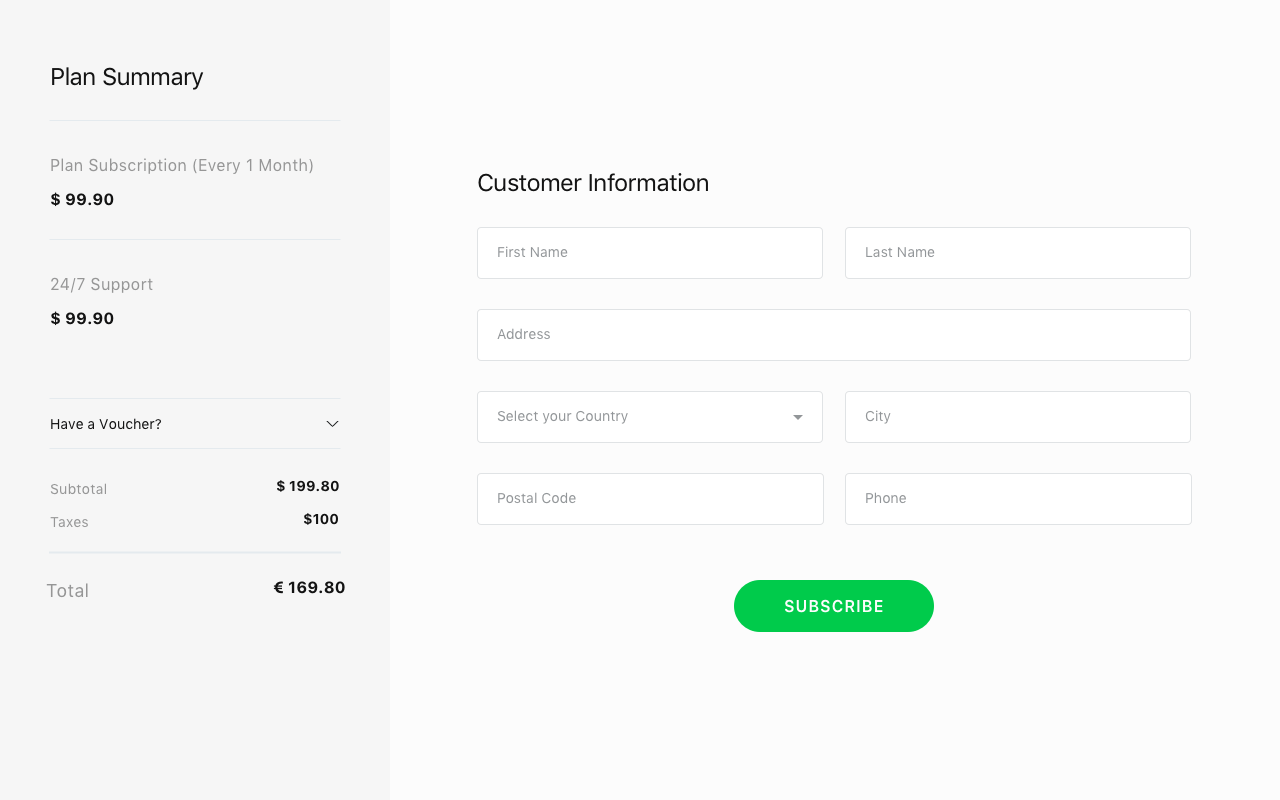 Plan Summary
Plan Subscription (Every 1 Month)
$ 99.90
24/7 Support
$ 99.90
Have a Voucher?
Subtotal $ 199.80
Taxes $100
Total € 169.80
Customer Information
First Name Last Name
Address
Select your Country City
Postal Code Phone
SUBSCRIBE